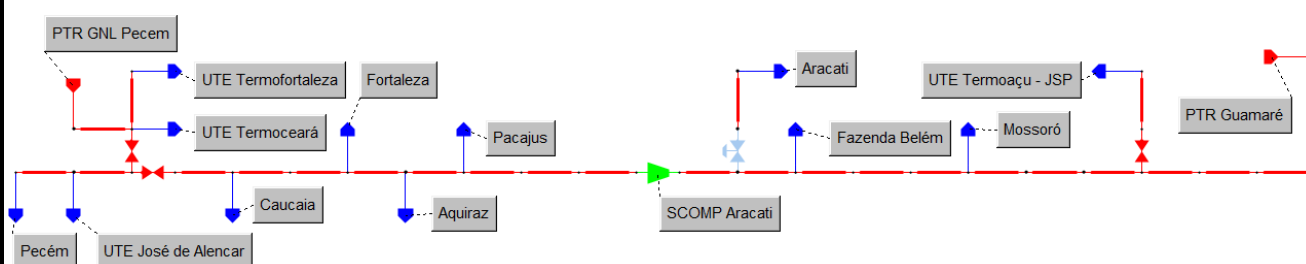 PTR GNL Pecem
UTE Termofortaleza
Fortaleza
Aracati
UTE Termoaçu - JSP
PTR Guamaré
UTE Termoceará
Pacajus
Fazenda Belém
Mossoró
Caucaia
Aquiraz
SCOMP Aracati
Pecém
UTE José de Alencar